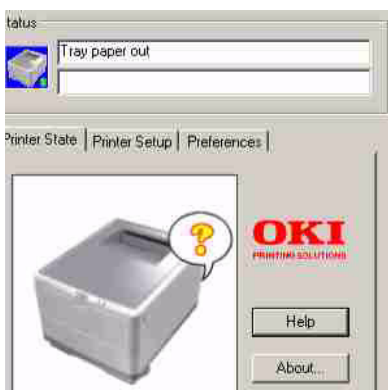 tatus
Tray paper out
Printer State
Printer Setup
Preferences
?
OKI
PRINTING SOLUTIONS
Help
About...